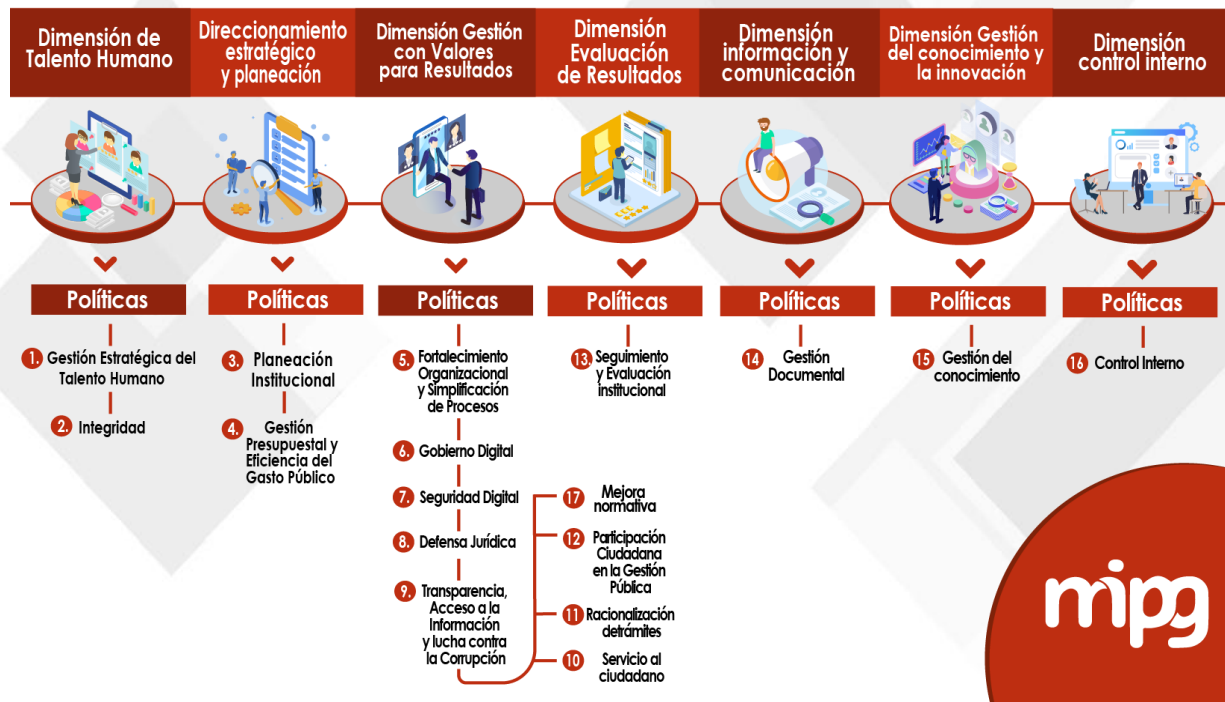 Dimensión de
Talento Humano
Direccionamiento
estratégico
y planeación
Dimensión Gestión
con Valores
para Resultados
Dimensión
Evaluación
de Resultados
Dimensión
información y
comunicación
Dimensión Gestión
del conocimiento y
la innovación
Dimensión
control interno
Políticas
1. Gestión Estratégica del
Talento Humano
2. Integridad
Políticas
3. Planeación
Institucional
4. Gestión
Presupuestal y
Eficiencia del
Gasto Público
Políticas
5. Fortalecimiento
Organizacional
y Simplificación
de Procesos
6. Gobierno Digital
7. Seguridad Digital
8. Defensa Jurídica
9. Transparencia,
Acceso a la
Información
y lucha contra
la Corrupción
17 Mejora
normativa
12 Participación
Ciudadana
en la Gestión
Pública
11 Racionalización
detrámites
10 Servicio al
ciudadano
Políticas
13. Seguimiento
y Evaluación
institucional
Políticas
14 Gestión
Documental
Políticas
15 Gestión del
conocimiento
Políticas
16 Control Interno
mipg